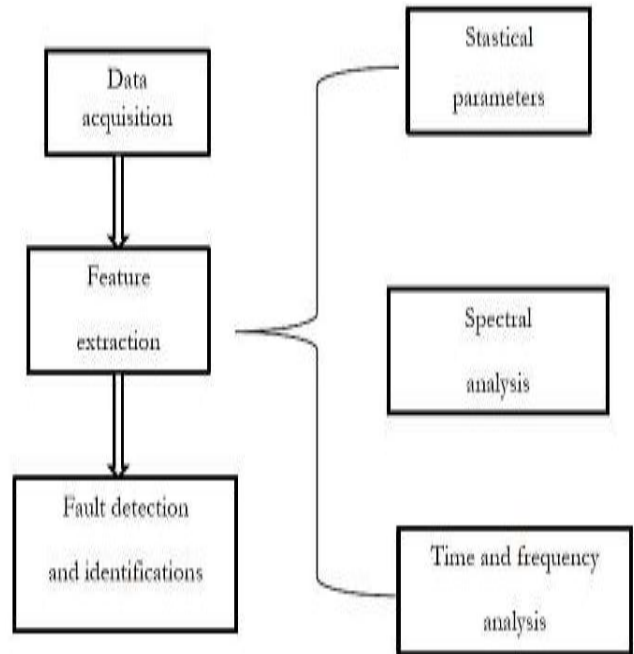 Data
acquisition
Feature
extraction
Fault detection
and identifications
Stastical
parameters
Spectral
analysis
Time and frequency
analysis